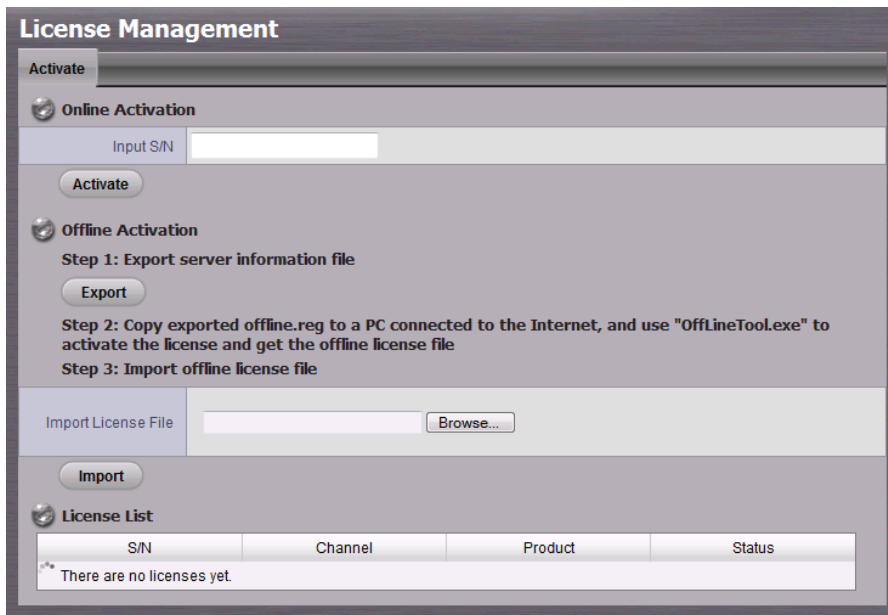 License Management
Activate
Online Activation
Input S/N
Activate
Offline Activation
Step 1: Export server information file
Export
Step 2: Copy exported offline.reg to a PC connected to the Internet, and use "OffLineTool.exe" to
activate the license and get the offline license file
Step 3: Import offline license file
Import License File
Browse...
Import
License List
S/N Channel Product Status
There are no licenses yet.